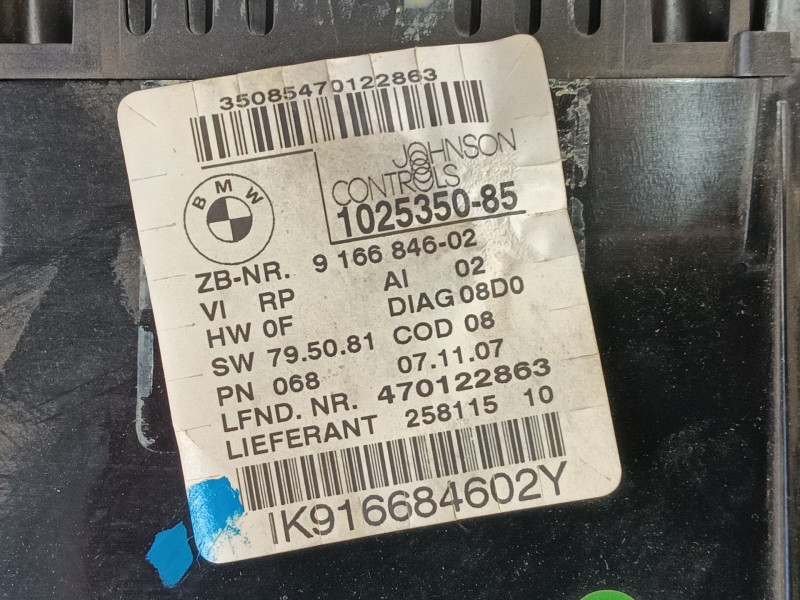 35085470122863
JOHNSON
CONTROLS
BMW
1025350-85
ZB-NR. 9 166 846-02
VI RP AI 02
HW 0F DIAG 08D0
SW 79.50.81 COD 08
PN 068 07.11.07
LFND. NR. 470122863
LIEFERANT 258115 10
IK916684602Y